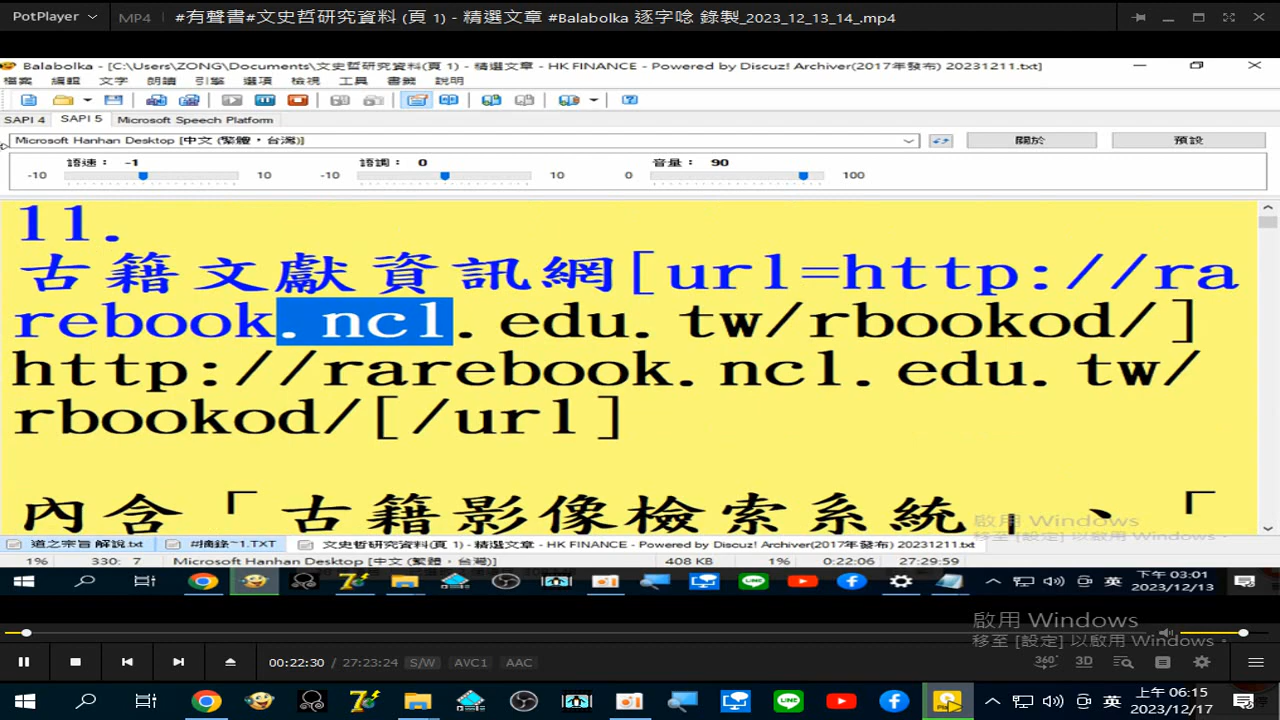 PotPlayer MP4 #有聲書#文史哲研究資料 (頁 1) - 精選文章 #Balabolka 逐字唸 錄製_2023_12_13_14_.mp4
Balabolka - [C:\Users\ZONG\Documents\文史哲研究資料(頁 1) - 精選文章 - HK FINANCE - Powered by Discuz! Archiver(2017年發布) 20231211.txt]
檔案 編輯 文字 朗讀 引擎 選項 檢視 工具 書籤 說明
SAPI 4 SAPI 5 Microsoft Speech Platform
Microsoft Hanhan Desktop [中文 (繁體，台灣)] 關於 預設
語速： -1 語調： 0 音量： 90
-10 10 -10 10 0 100
11.
古籍文獻資訊網[url=http://ra
rebook.ncl.edu.tw/rbookod/]
http://rarebook.ncl.edu.tw/
rbookod/[/url]
內含「古籍影像檢索系統」、「
啟用 Windows
移至 [設定] 以啟用 Windows。
道之宗旨 解說.txt #摘錄~1.TXT 文史哲研究資料(頁 1) - 精選文章 - HK FINANCE - Powered by Discuz! Archiver(2017年發布) 20231211.txt
1% 330: 7 Microsoft Hanhan Desktop [中文 (繁體，台灣)] 408 KB 1% 0:22:06 27:29:59
英 下午 03:01
2023/12/13
啟用 Windows
移至 [設定] 以啟用 Windows。
00:22:30 / 27:23:24 S/W AVC1 AAC 360° 3D
英 上午 06:15
2023/12/17